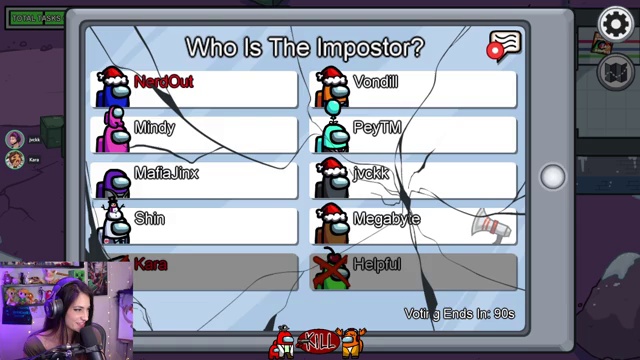 TOTAL TASKS
Who Is The Impostor?
NerdOut
Vondill
Mindy
PeyTM
MafiaJinx
jvckk
Shin
Megabyte
Kara
Helpful
jvckk
Kara
Voting Ends In: 90s
KILL